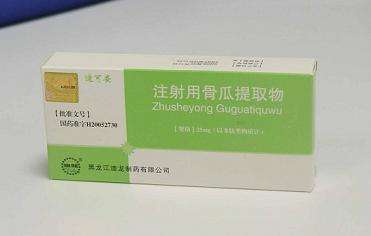 注射用骨瓜提取物
Zhusheyong Guguatiquwu
【批准文号】
国药准字H20052730
黑龙江迪龙制药有限公司